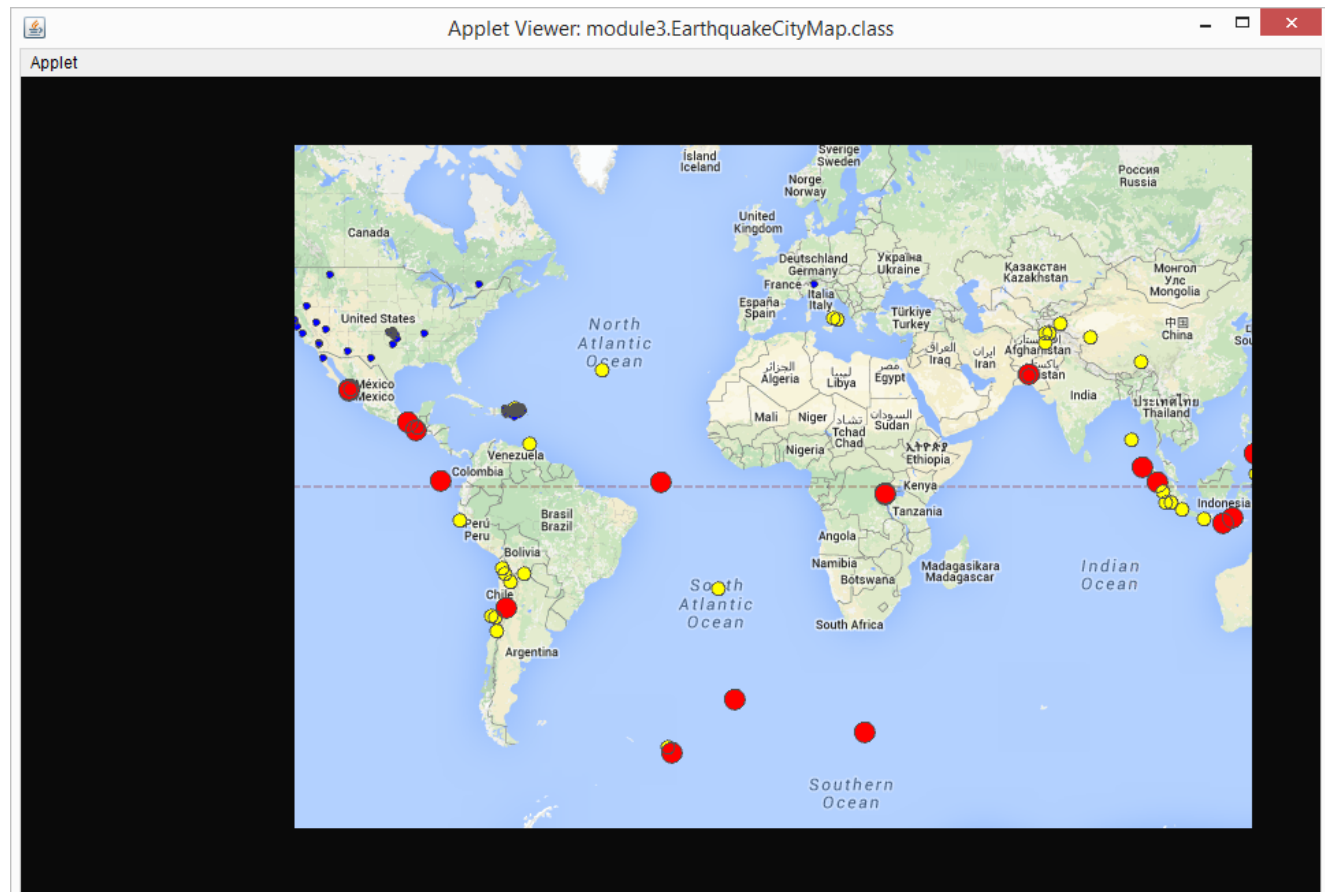 Applet Viewer: module3.EarthquakeCityMap.class
Applet
Ísland
Iceland
Sverige
Sweden
Norge
Norway
Россия
Russia
United
Kingdom
Canada
Deutschland
Germany
Україна
Ukraine
Қазақстан
Kazakhstan
Монгол
Улс
Mongolia
France
Italia
Italy
España
Spain
United States
Türkiye
Turkey
中国
China
North
Atlantic
Ocean
العراق
Iraq
ایران
Iran
Afghanistan
الجزائر
Algeria
ليبيا
Libya
مصر
Egypt
México
Mexico
India
ประเทศไทย
Thailand
Mali
Niger
تشاد
Tchad
Chad
السودان
Sudan
Nigeria
ኢትዮጵያ
Ethiopia
Venezuela
Colombia
Kenya
Indonesia
Tanzania
Brasil
Brazil
Perú
Peru
Angola
Bolivia
Namibia
Botswana
Madagasikara
Madagascar
Indian
Ocean
Chile
South
Atlantic
Ocean
South Africa
Argentina
Southern
Ocean